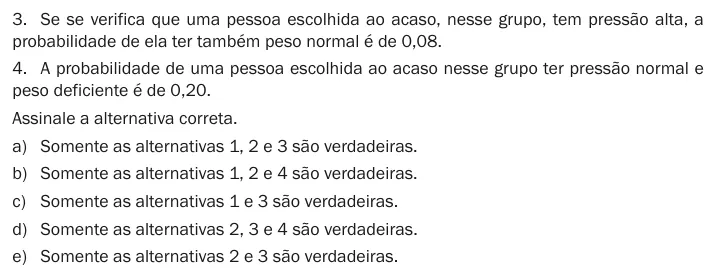 3. Se se verifica que uma pessoa escolhida ao acaso, nesse grupo, tem pressão alta, a
probabilidade de ela ter também peso normal é de 0,08.
4. A probabilidade de uma pessoa escolhida ao acaso nesse grupo ter pressão normal e
peso deficiente é de 0,20.
Assinale a alternativa correta.
a) Somente as alternativas 1, 2 e 3 são verdadeiras.
b) Somente as alternativas 1, 2 e 4 são verdadeiras.
c) Somente as alternativas 1 e 3 são verdadeiras.
d) Somente as alternativas 2, 3 e 4 são verdadeiras.
e) Somente as alternativas 2 e 3 são verdadeiras.